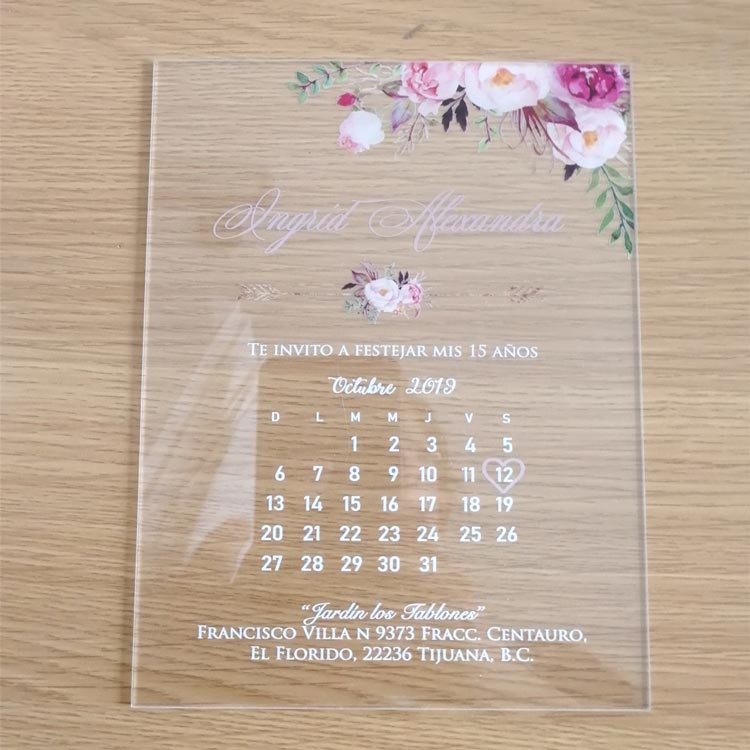 Ingrid Alexandra
TE INVITO A FESTEJAR MIS 15 AÑOS
Octubre 2019
D L M M J V S
1 2 3 4 5
6 7 8 9 10 11 12
13 14 15 16 17 18 19
20 21 22 23 24 25 26
27 28 29 30 31
“Jardín los Tablones”
FRANCISCO VILLA N 9373 FRACC. CENTAURO,
EL FLORIDO, 22236 TIJUANA, B.C.